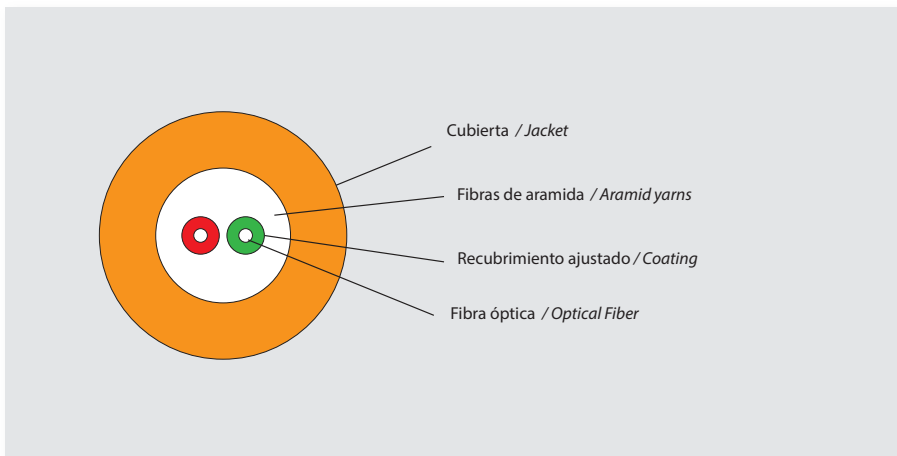 Cubierta / Jacket
Fibras de aramida / Aramid yarns
Recubrimiento ajustado / Coating
Fibra óptica / Optical Fiber